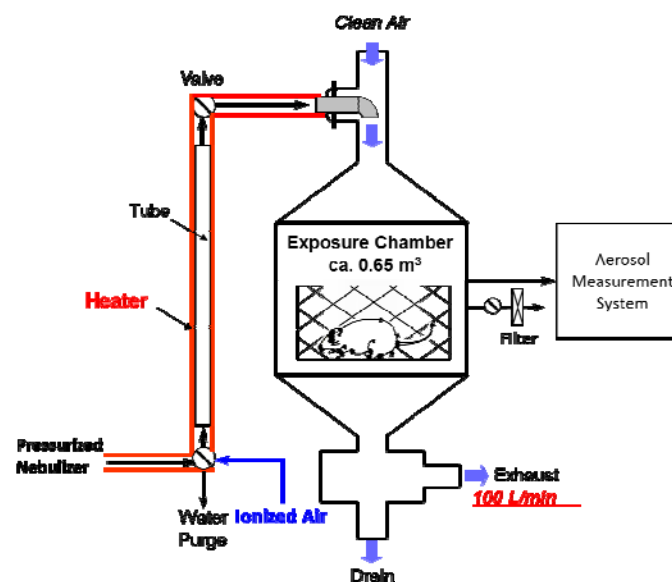 Clean Air
Valve
Tube
Heater
Exposure Chamber
ca. 0.65 m³
Aerosol
Measurement
System
Filter
Pressurized
Nebulizer
Water
Purge
Ionized Air
Exhaust
100 L/min
Drain